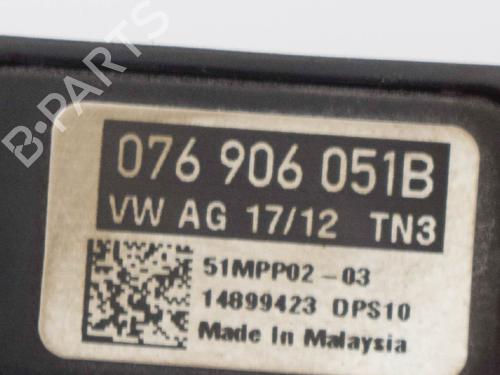 B-PARTS
076 906 051B
VW AG 17/12 TN3
51MPP02-03
14899423 DPS10
Made In Malaysia